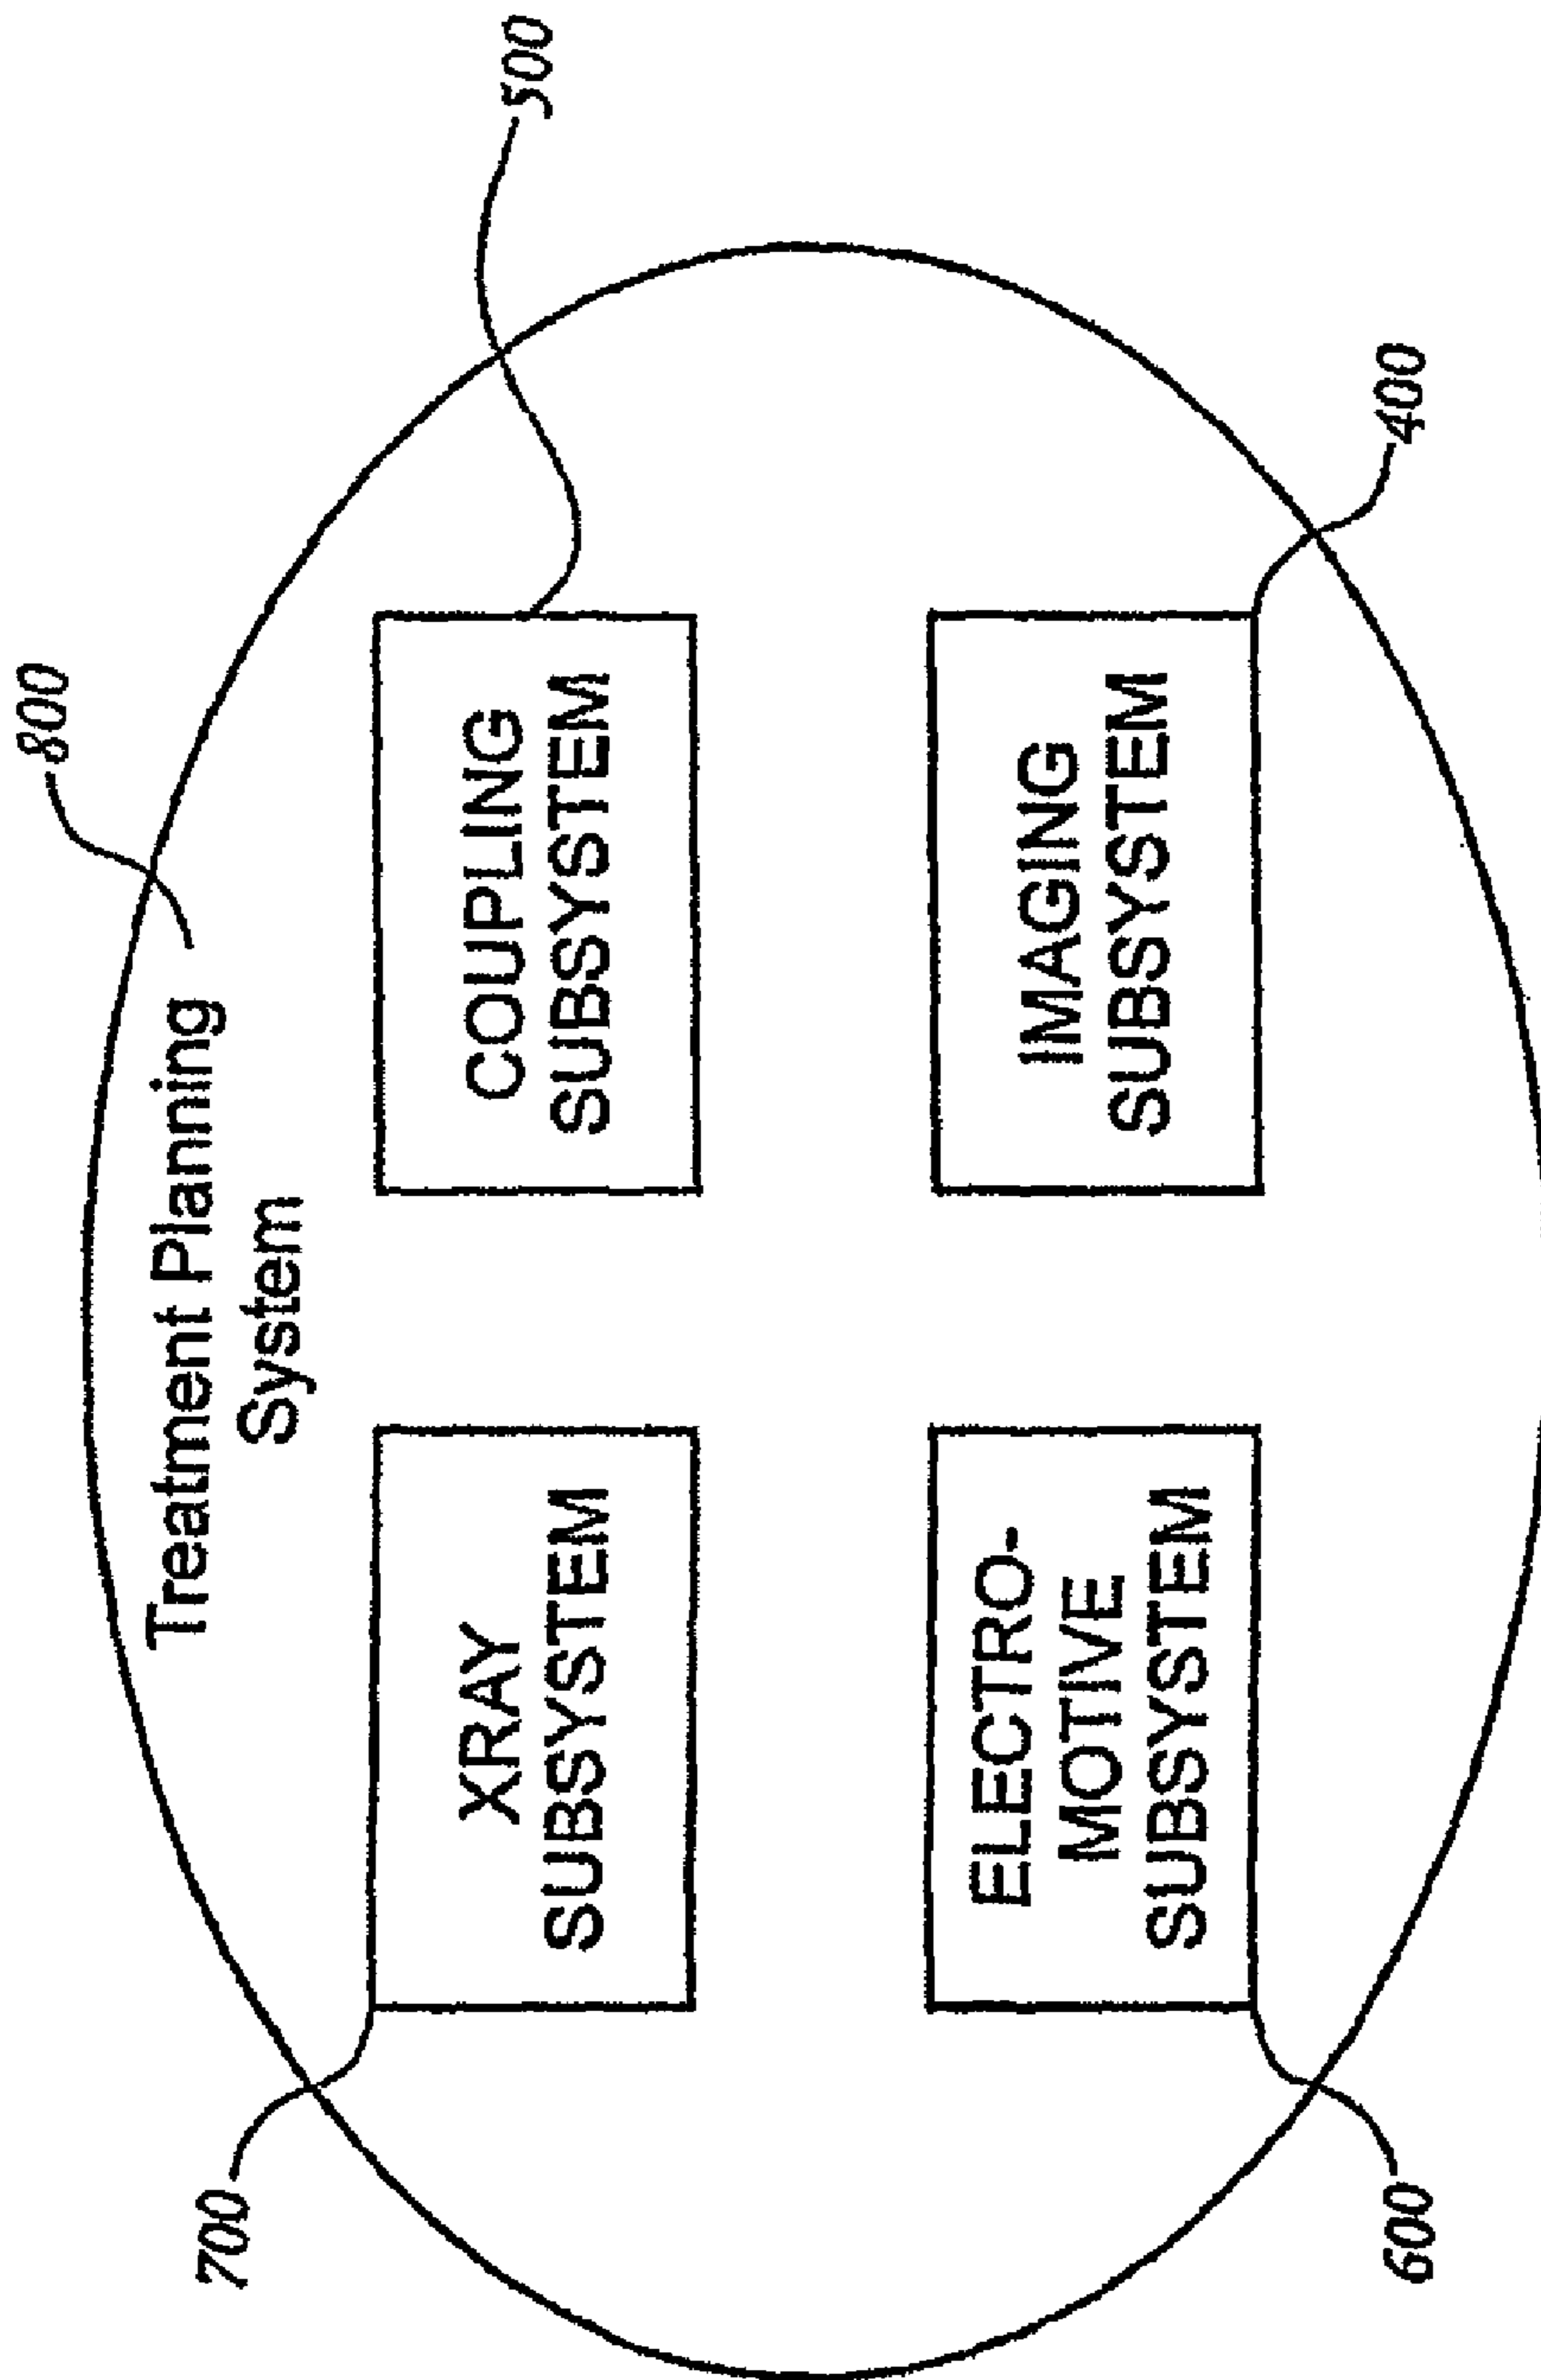 800
Treatment Planning
System
700
XRAY
SUBSYSTEM
COUPLING
SUBSYSTEM
500
ELECTRO-
MOTIVE
SUBSYSTEM
600
IMAGING
SUBSYSTEM
400